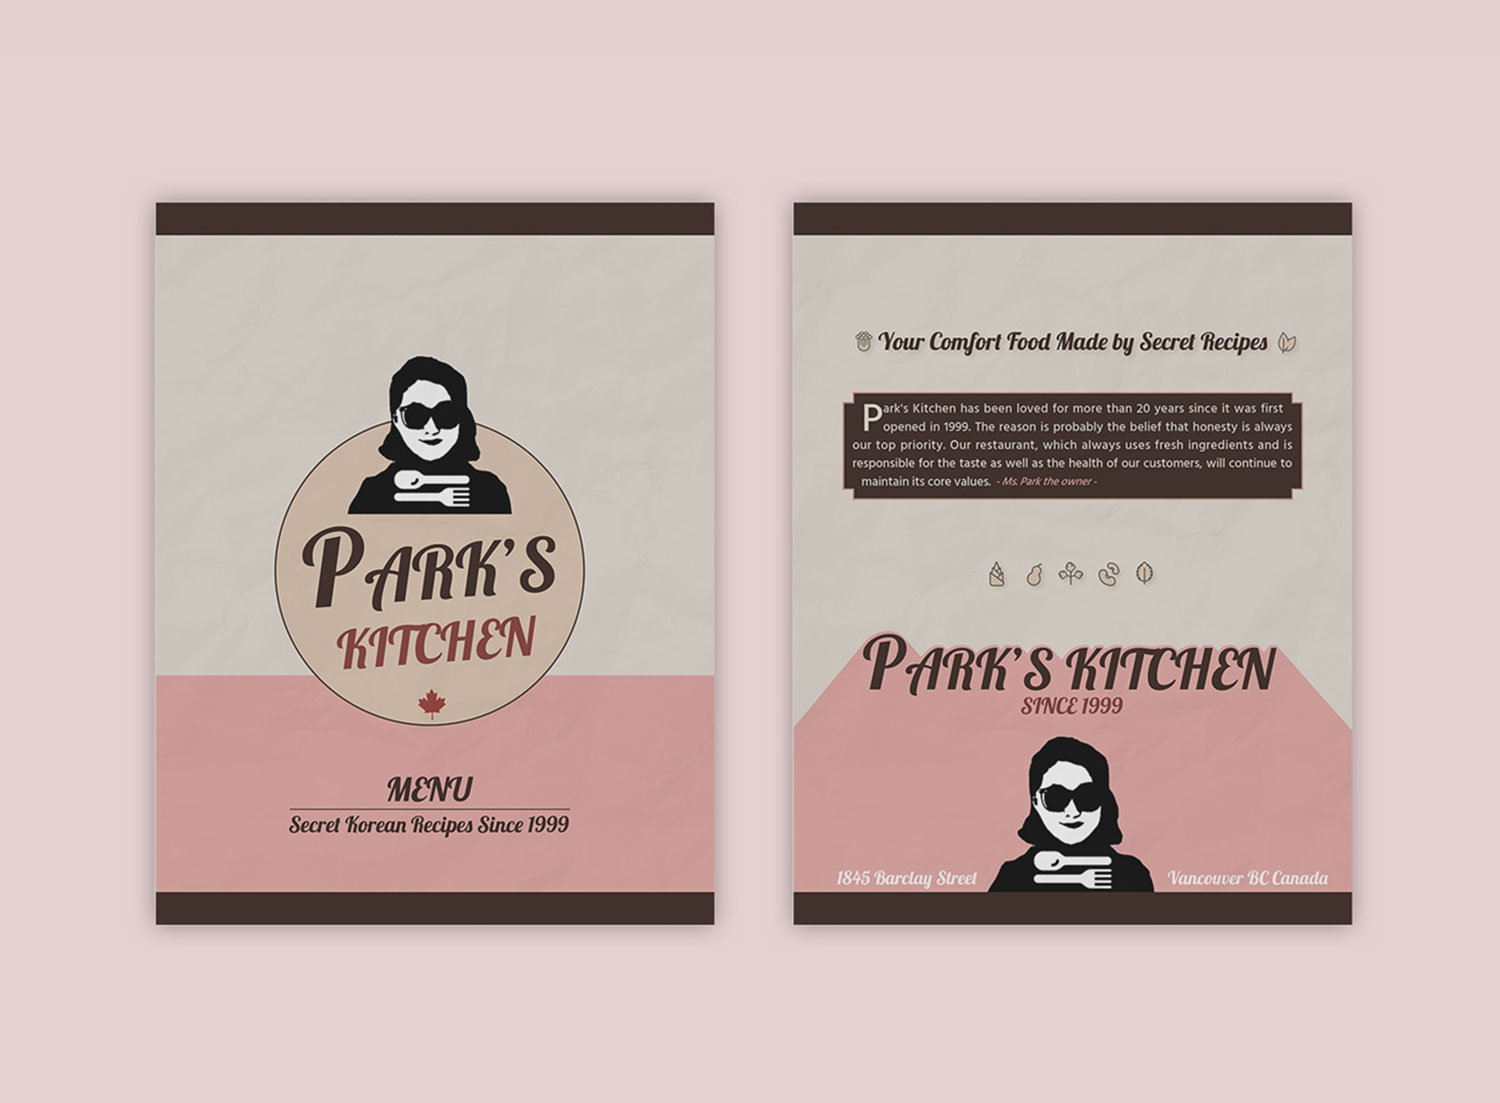 PARK'S
KITCHEN
MENU
Secret Korean Recipes Since 1999
Your Comfort Food Made by Secret Recipes
Park's Kitchen has been loved for more than 20 years since it was first
opened in 1999. The reason is probably the belief that honesty is always
our top priority. Our restaurant, which always uses fresh ingredients and is
responsible for the taste as well as the health of our customers, will continue to
maintain its core values. - Ms. Park the owner -
PARK'S KITCHEN
SINCE 1999
1845 Barclay Street
Vancouver BC Canada